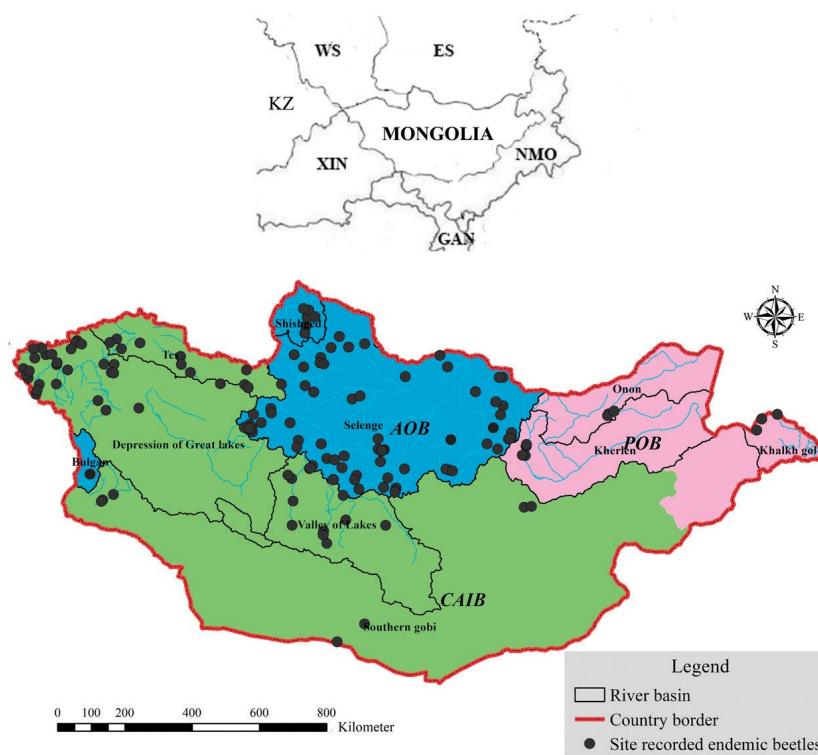 WS ES
KZ
MONGOLIA
XIN NMO
GAN
N
W E
S
Shishged
Tes
Onon
Selenge
AOB
POB
Depression of Great lakes
Kherlen
Khalkh gol
Bulgan
Valley of Lakes
CAIB
Southern gobi
Legend
River basin
Country border
Site recorded endemic beetles
0 100 200 400 600 800
Kilometer